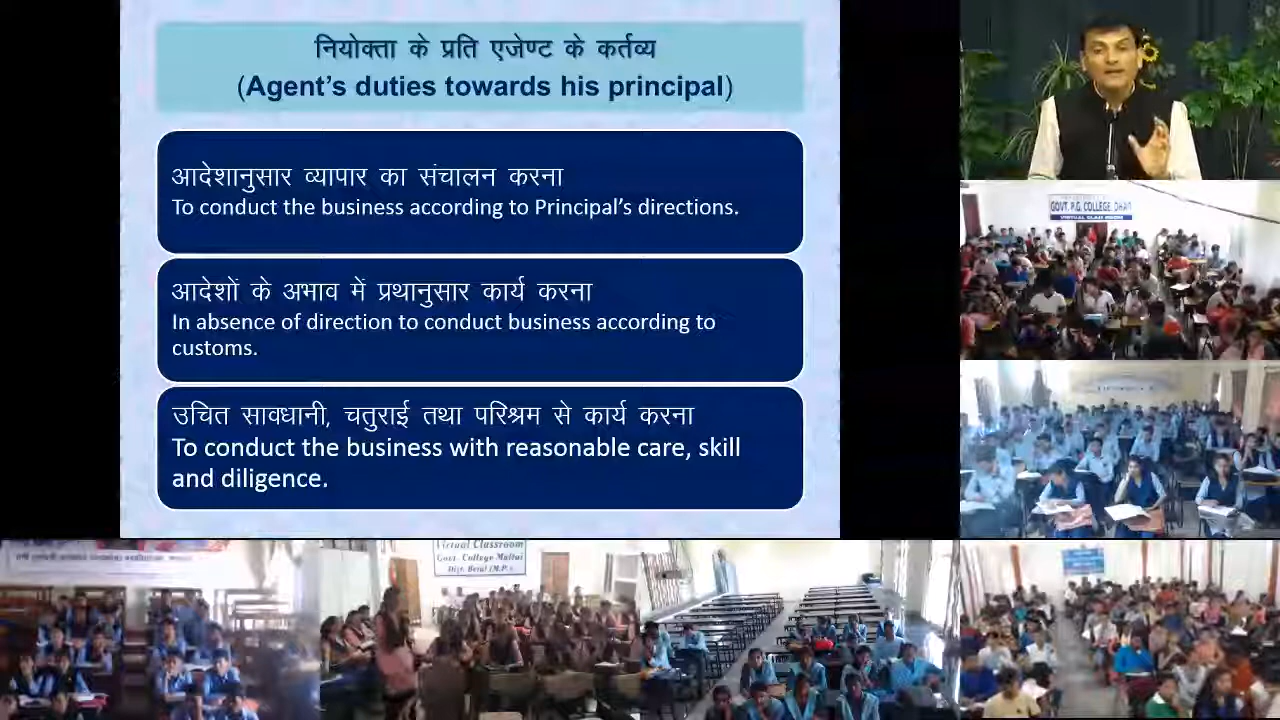 नियोक्ता के प्रति एजेण्ट के कर्तव्य
(Agent's duties towards his principal)
आदेशानुसार व्यापार का संचालन करना
To conduct the business according to Principal's directions.
आदेशों के अभाव में प्रथानुसार कार्य करना
In absence of direction to conduct business according to
customs.
उचित सावधानी, चतुराई तथा परिश्रम से कार्य करना
To conduct the business with reasonable care, skill
and diligence.
GOVT. P.G. COLLEGE, DHAR
VIRTUAL CLASS ROOM
Virtual Classroom
Govt. College Multai
Dist. Betul (M.P.)